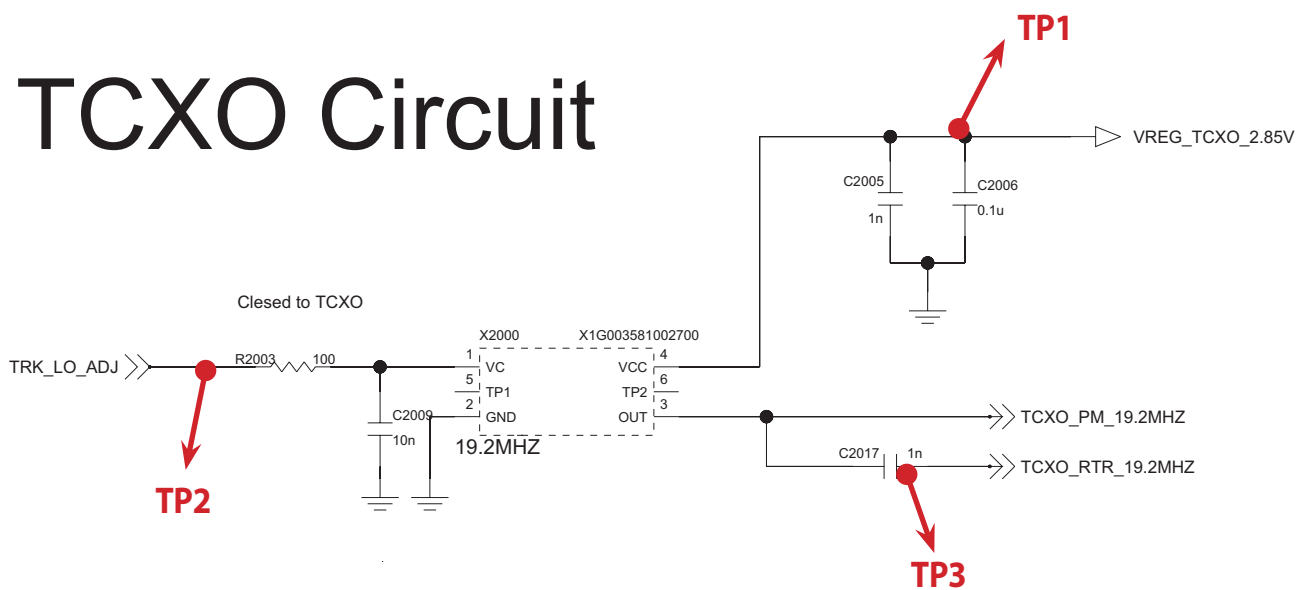 TP1
TCXO Circuit
VREG_TCXO_2.85V
C2005
C2006
1n
0.1u
Clesed to TCXO
X2000
X1G003581002700
TRK_LO_ADJ
R2003
100
1
VC
VCC
4
5
TP1
TP2
6
2
GND
OUT
3
C2009
10n
19.2MHZ
TCXO_PM_19.2MHZ
C2017
1n
TCXO_RTR_19.2MHZ
TP2
TP3